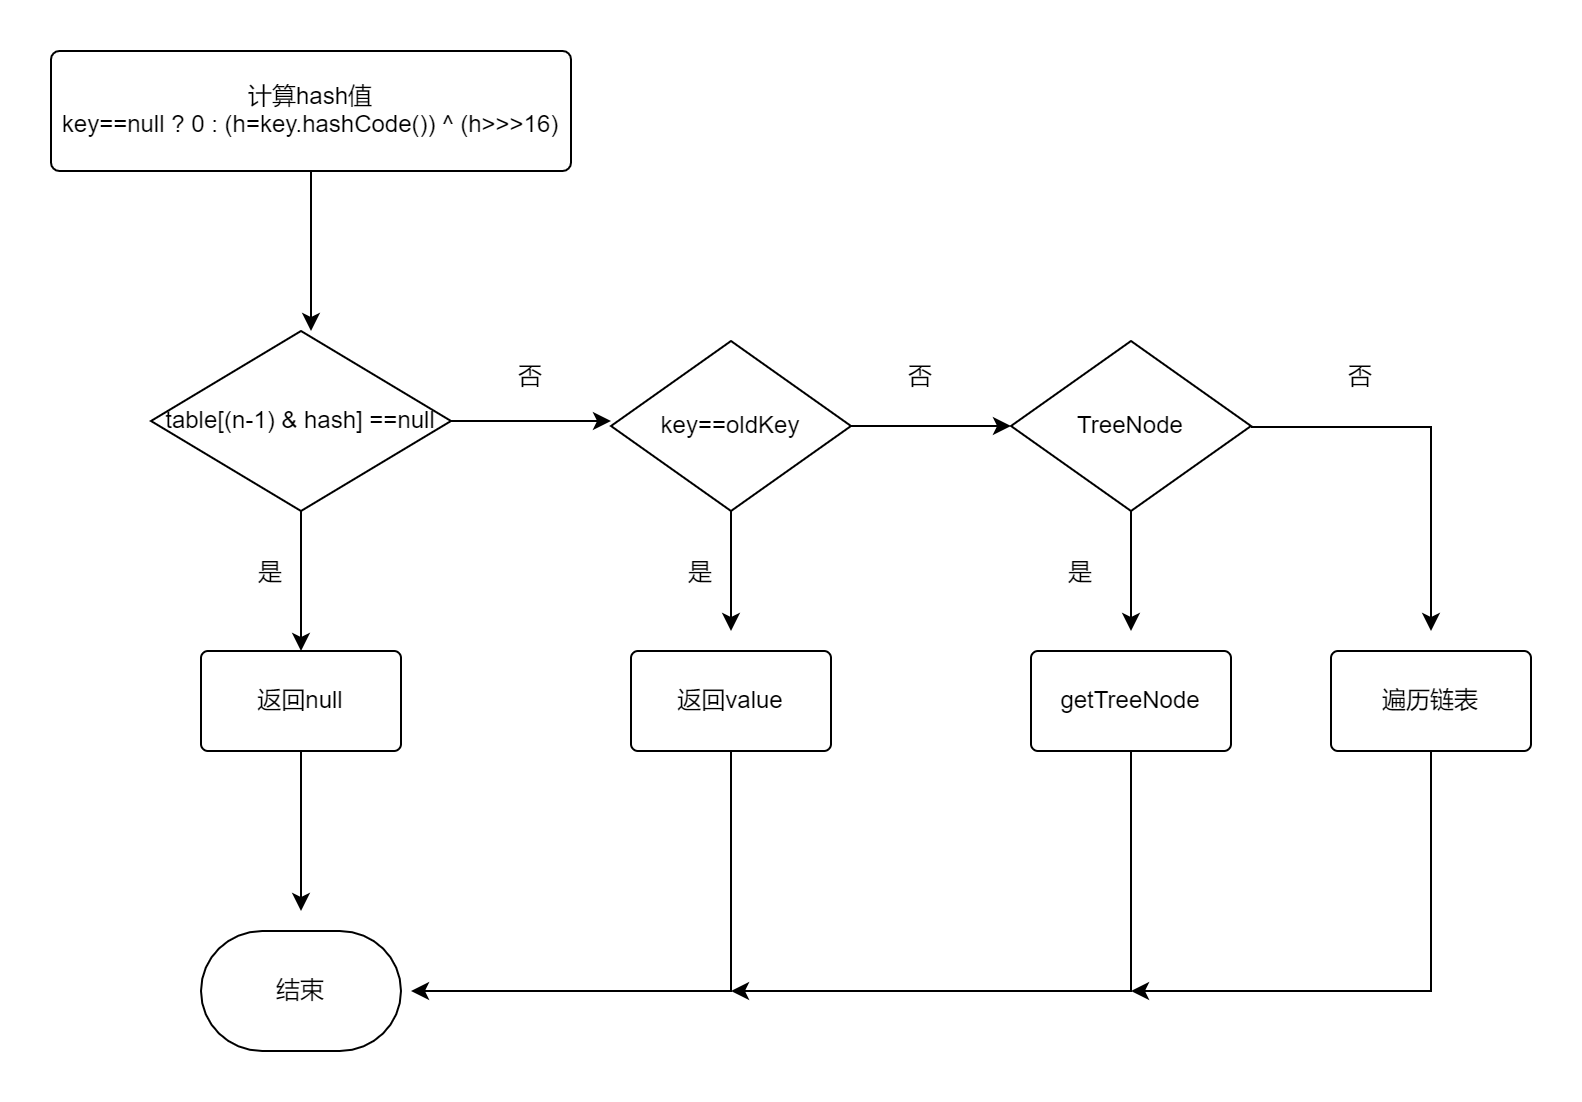 计算hash值
key==null ? 0 : (h=key.hashCode()) ^ (h>>>16)
否
否
否
table[(n-1) & hash] ==null
key==oldKey
TreeNode
是
是
是
返回null
返回value
getTreeNode
遍历链表
结束